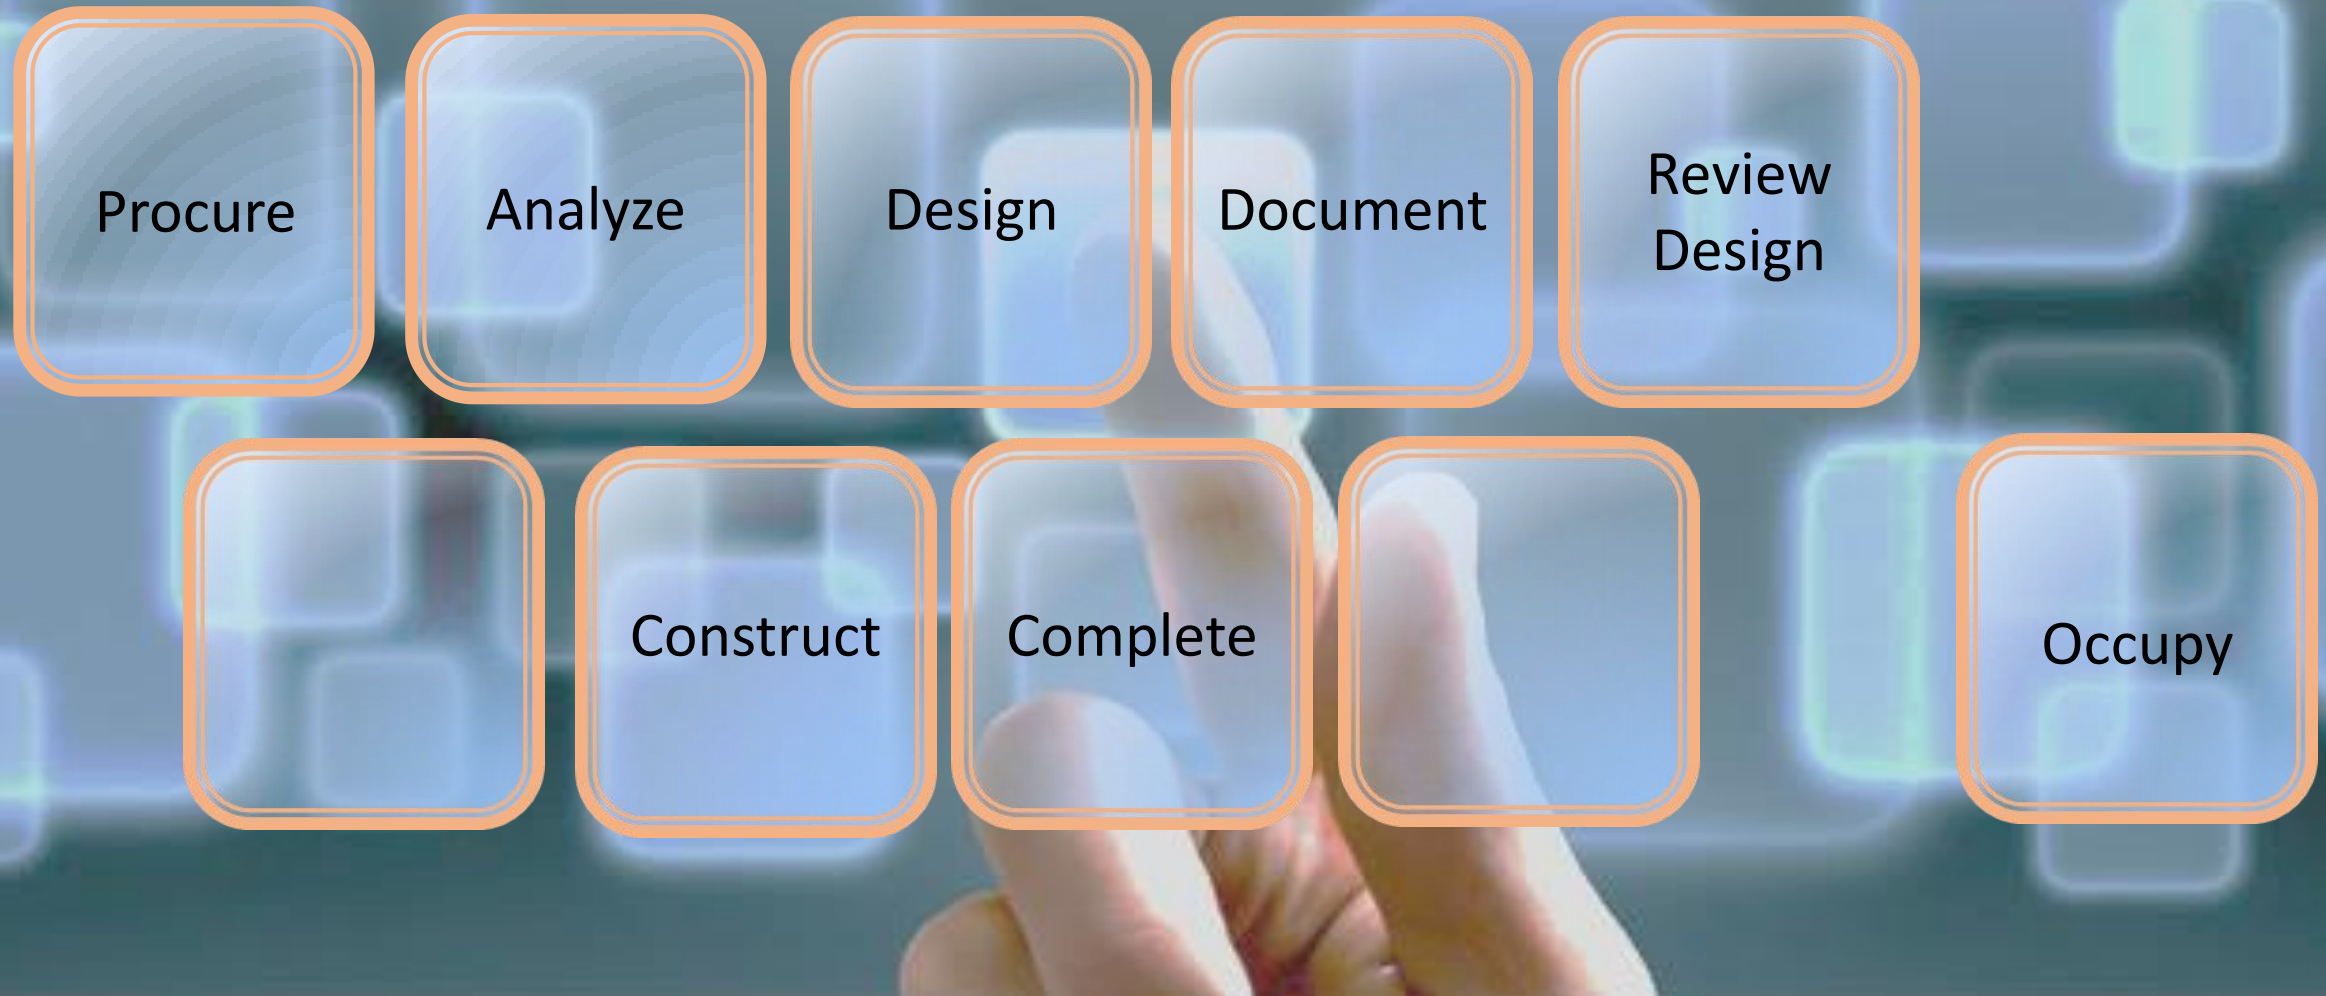 Procure
Analyze
Design
Document
Review
Design
Construct
Complete
Occupy